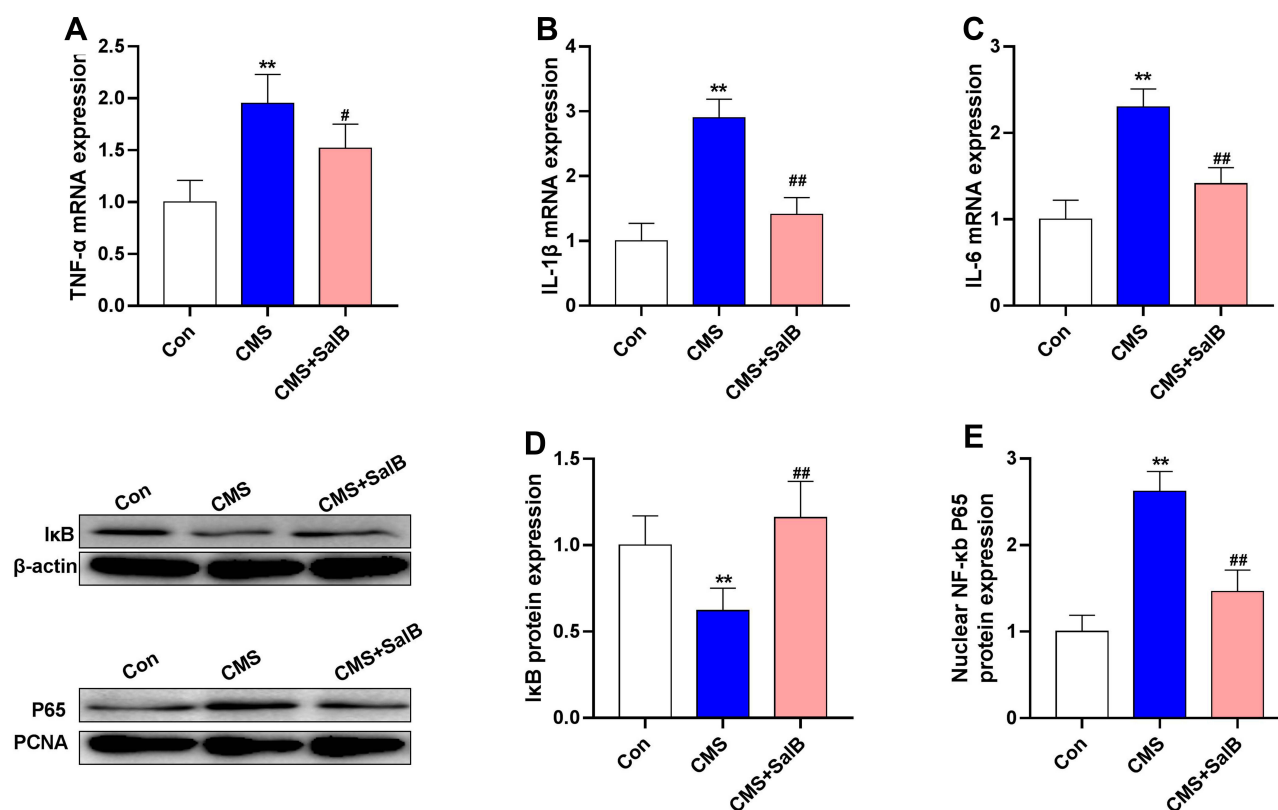 A
TNF-α mRNA expression
2.5
2.0
1.5
1.0
0.5
0.0
**
#
Con
CMS
CMS+SalB
B
IL-1β mRNA expression
4
3
2
1
0
**
##
Con
CMS
CMS+SalB
C
IL-6 mRNA expression
3
2
1
0
**
##
Con
CMS
CMS+SalB
Con
CMS
CMS+SalB
IκB
β-actin
Con
CMS
CMS+SalB
P65
PCNA
D
IκB protein expression
1.5
1.0
0.5
0.0
**
##
Con
CMS
CMS+SalB
E
Nuclear NF-κb P65
protein expression
3
2
1
0
**
##
Con
CMS
CMS+SalB